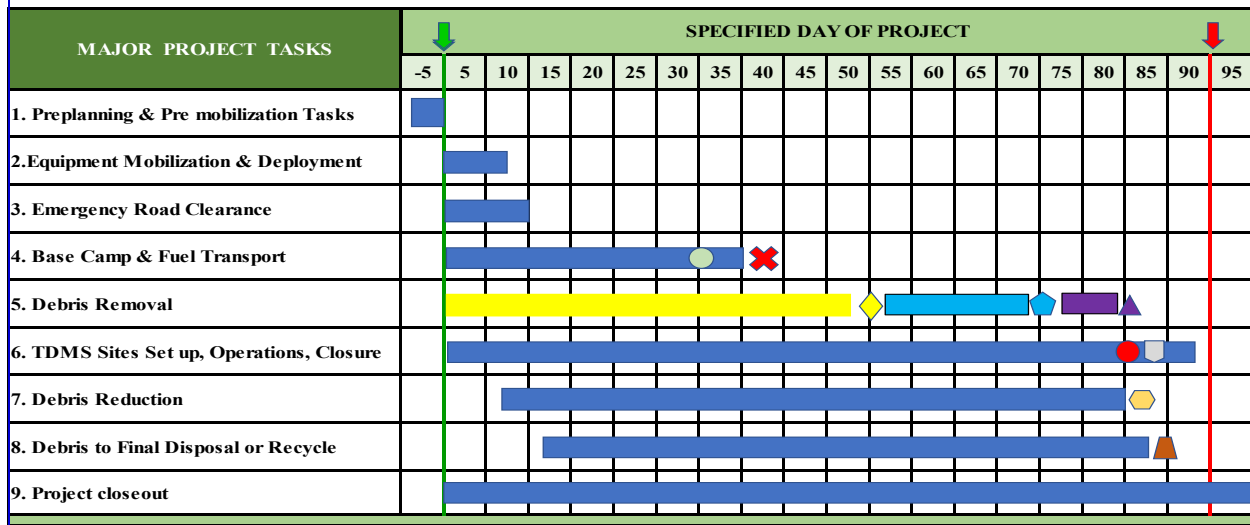 MAJOR PROJECT TASKS
SPECIFIED DAY OF PROJECT
-5 5 10 15 20 25 30 35 40 45 50 55 60 65 70 75 80 85 90 95
1. Preplanning & Pre mobilization Tasks
2.Equipment Mobilization & Deployment
3. Emergency Road Clearance
4. Base Camp & Fuel Transport
5. Debris Removal
6. TDMS Sites Set up, Operations, Closure
7. Debris Reduction
8. Debris to Final Disposal or Recycle
9. Project closeout